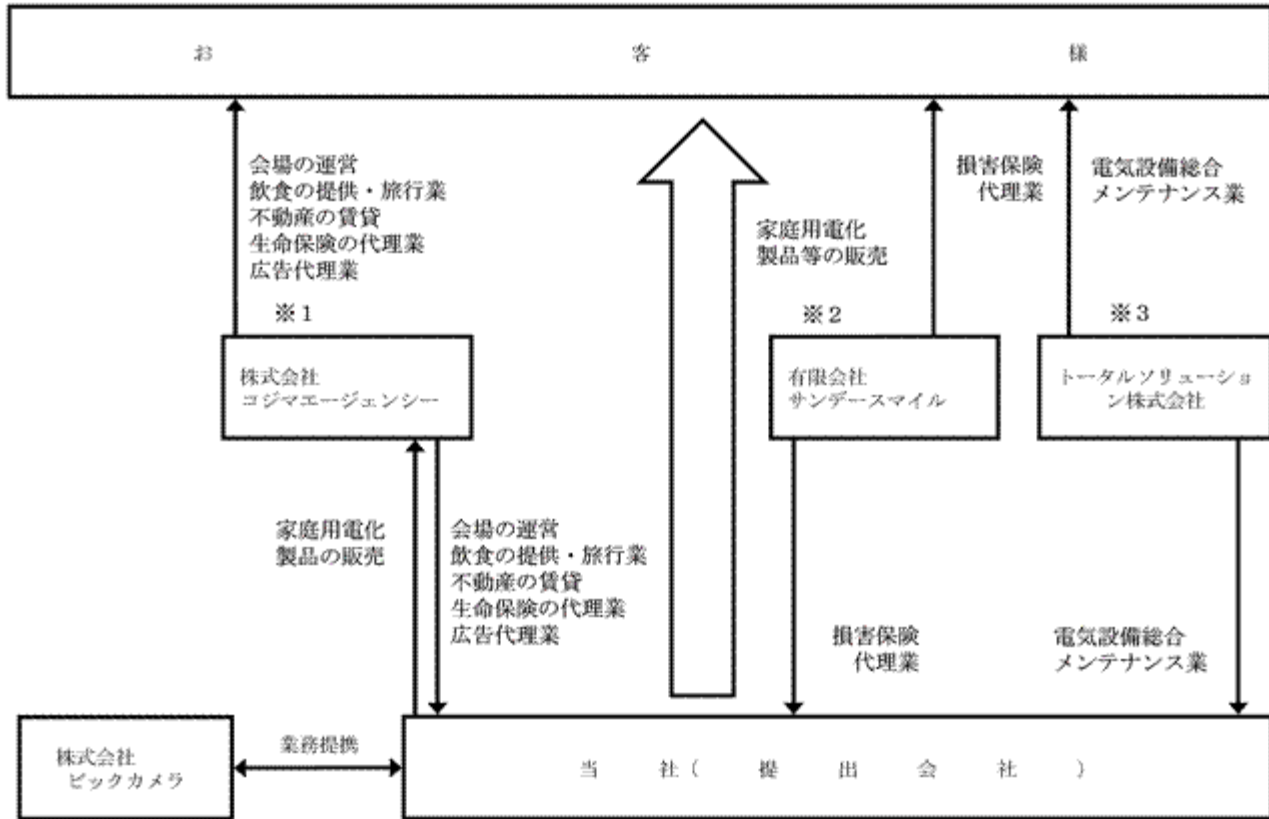 お客様
会場の運営
飲食の提供・旅行業
不動産の賃貸
生命保険の代理業
広告代理業
家庭用電化
製品等の販売
損害保険
代理業
電気設備総合
メンテナンス業
※1
※2
※3
株式会社
コジマエージェンシー
有限会社
サンデースマイル
トータルソリューショ
ン株式会社
家庭用電化
製品の販売
会場の運営
飲食の提供・旅行業
不動産の賃貸
生命保険の代理業
広告代理業
損害保険
代理業
電気設備総合
メンテナンス業
株式会社
ビックカメラ
業務提携
当社(提出会社)